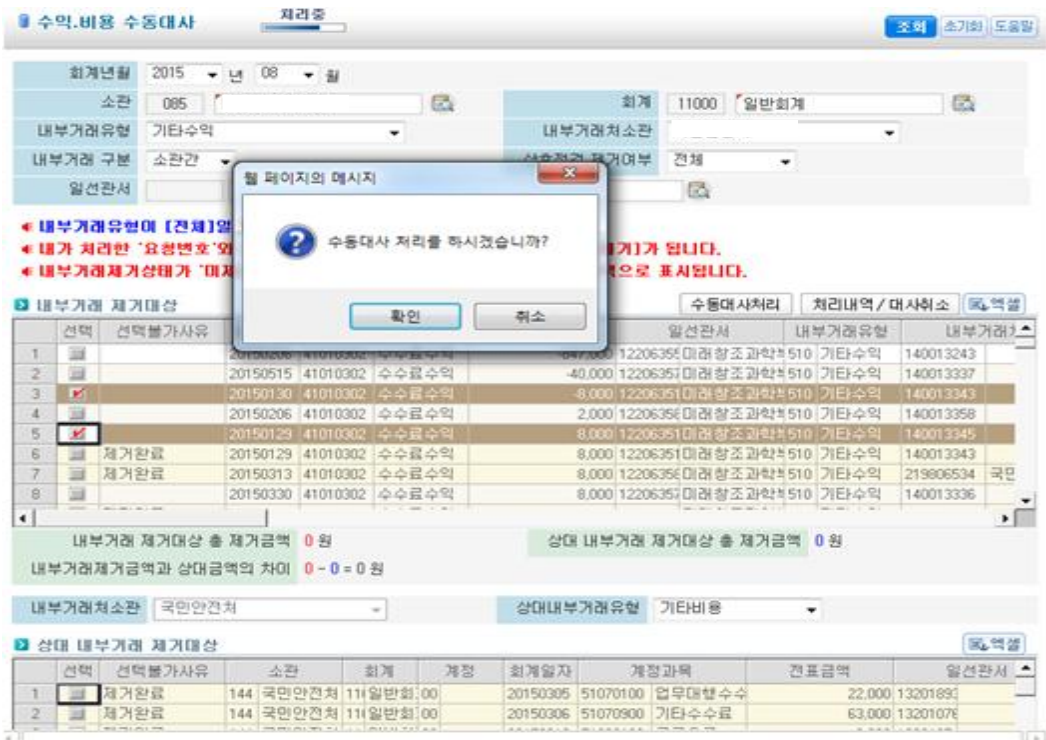 수익.비용 수동대사 처리중 조회 초기화 도움말
회계년월 2015 년 08 월
소관 085 회계 11000 일반회계
내부거래유형 기타수익 내부거래처소관
내부거래 구분 소관간 상호점검 제거여부 전체
일선관서
웹 페이지의 메시지
수동대사 처리를 하시겠습니까?
확인 취소
내부거래유형이 [전체]일
내가 처리한 '요청번호'와 가 됩니다.
내부거래제거상태가 '미제 으로 표시됩니다.
내부거래 제거대상 수동대사처리 처리내역/대사취소 엑셀
선택 선택불가사유 일선관서 내부거래유형 내부거래처
1 20150206 41010302 수수료수익 -847,000 12206355 미래창조과학부 510 기타수익 140013243
2 20150515 41010302 수수료수익 -40,000 12206357 미래창조과학부 510 기타수익 140013337
3 20150130 41010302 수수료수익 -8,000 12206351 미래창조과학부 510 기타수익 140013343
4 20150206 41010302 수수료수익 2,000 12206358 미래창조과학부 510 기타수익 140013358
5 20150129 41010302 수수료수익 8,000 12206351 미래창조과학부 510 기타수익 140013345
6 제거완료 20150129 41010302 수수료수익 8,000 12206351 미래창조과학부 510 기타수익 140013343
7 제거완료 20150313 41010302 수수료수익 8,000 12206358 미래창조과학부 510 기타수익 219806534 국민
8 20150330 41010302 수수료수익 8,000 12206357 미래창조과학부 510 기타수익 140013336
내부거래 제거대상 총 제거금액 0 원 상대 내부거래 제거대상 총 제거금액 0 원
내부거래제거금액과 상대금액의 차이 0 - 0 = 0 원
내부거래처소관 국민안전처 상대내부거래유형 기타비용
상대 내부거래 제거대상 엑셀
선택 선택불가사유 소관 회계 계정 회계일자 계정과목 전표금액 일선관서
1 제거완료 144 국민안전처 110 일반회 00 20150305 51070100 업무대행수수 22,000 1320189
2 제거완료 144 국민안전처 110 일반회 00 20150306 51070900 기타수수료 63,000 1320107